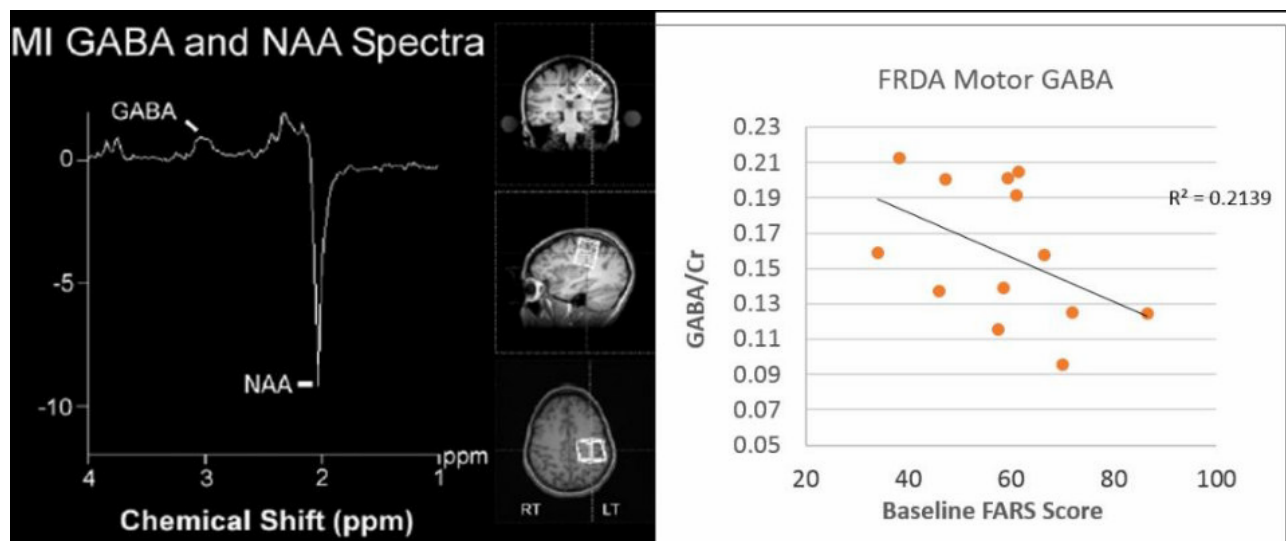 MI GABA and NAA Spectra
GABA
0
-5
NAA
-10
ppm
4
3
2
1
Chemical Shift (ppm)
RT
LT
FRDA Motor GABA
0.23
0.21
0.19
0.17
0.15
0.13
0.11
0.09
0.07
0.05
GABA/Cr
R² = 0.2139
20
40
60
80
100
Baseline FARS Score